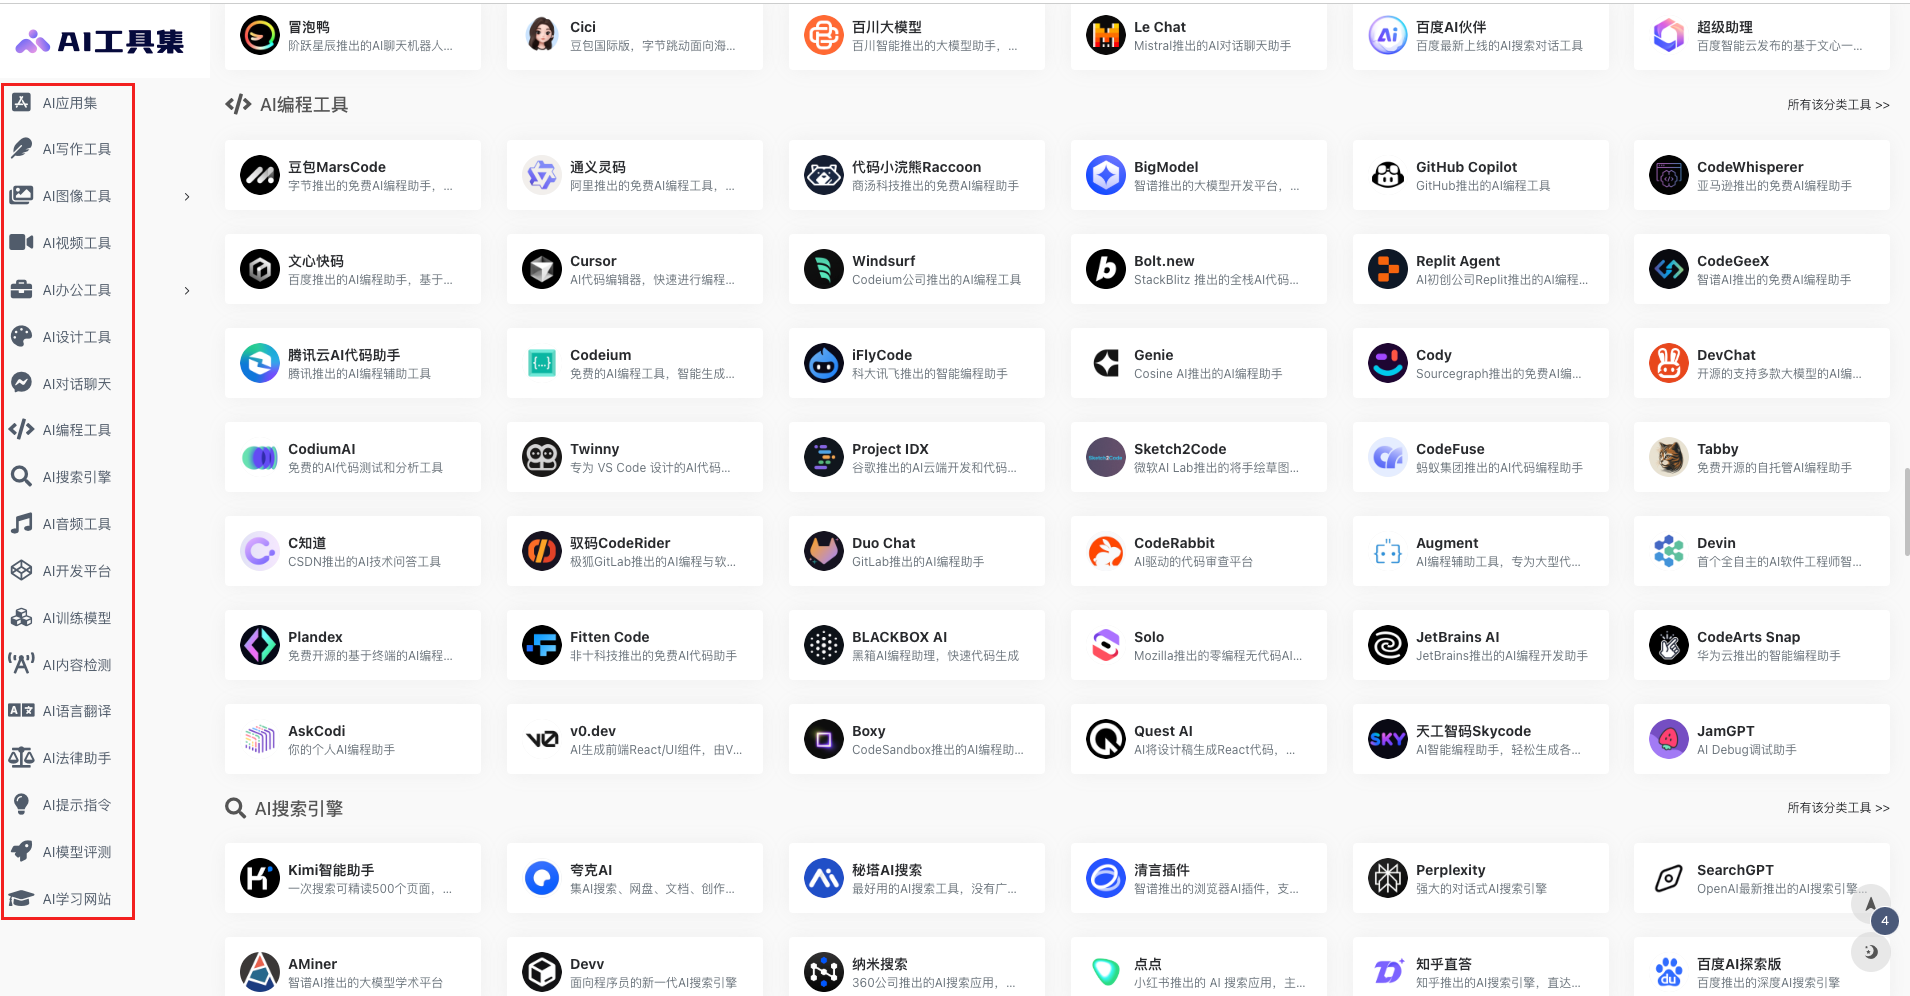 AI工具集
AI应用集
AI写作工具
AI图像工具
AI视频工具
AI办公工具
AI设计工具
AI对话聊天
AI编程工具
AI搜索引擎
AI音频工具
AI开发平台
AI训练模型
AI内容检测
AI语言翻译
AI法律助手
AI提示指令
AI模型评测
AI学习网站
冒泡鸭
阶跃星辰推出的AI聊天机器人...
Cici
豆包国际版，字节跳动面向海...
百川大模型
百川智能推出的大模型助手，...
Le Chat
Mistral推出的AI对话聊天助手
百度AI伙伴
百度最新上线的AI搜索对话工具
超级助理
百度智能云发布的基于文心一...
AI编程工具
所有该分类工具 >>
豆包MarsCode
字节推出的免费AI编程助手，...
通义灵码
阿里推出的免费AI编程工具，...
代码小浣熊Raccoon
商汤科技推出的免费AI编程助手
BigModel
智谱推出的大模型开发平台，...
GitHub Copilot
GitHub推出的AI编程工具
CodeWhisperer
亚马逊推出的免费AI编程助手
文心快码
百度推出的AI编程助手，基于...
Cursor
AI代码编辑器，快速进行编程...
Windsurf
Codeium公司推出的AI编程工具
Bolt.new
StackBlitz 推出的全栈AI代码...
Replit Agent
AI初创公司Replit推出的AI编程...
CodeGeeX
智谱AI推出的免费AI编程助手
腾讯云AI代码助手
腾讯推出的AI编程辅助工具
Codeium
免费的AI编程工具，智能生成...
iFlyCode
科大讯飞推出的智能编程助手
Genie
Cosine AI推出的AI编程助手
Cody
Sourcegraph推出的免费AI编...
DevChat
开源的支持多款大模型的AI编...
CodiumAI
免费的AI代码测试和分析工具
Twinny
专为 VS Code 设计的AI代码...
Project IDX
谷歌推出的AI云端开发和代码...
Sketch2Code
Sketch2Code
微软AI Lab推出的将手绘草图...
CodeFuse
蚂蚁集团推出的AI代码编程助手
Tabby
免费开源的自托管AI编程助手
C知道
CSDN推出的AI技术问答工具
驭码CodeRider
极狐GitLab推出的AI编程与软...
Duo Chat
GitLab推出的AI编程助手
CodeRabbit
AI驱动的代码审查平台
Augment
AI编程辅助工具，专为大型代...
Devin
首个全自主的AI软件工程师智...
Plandex
免费开源的基于终端的AI编程...
Fitten Code
非十科技推出的免费AI代码助手
BLACKBOX AI
黑箱AI编程助理，快速代码生成
Solo
Mozilla推出的零编程无代码AI...
JetBrains AI
JetBrains推出的AI编程开发助手
CodeArts Snap
华为云推出的智能编程助手
AskCodi
你的个人AI编程助手
v0.dev
AI生成前端React/UI组件，由V...
Boxy
CodeSandbox推出的AI编程助...
Quest AI
AI将设计稿生成React代码，...
SKY
天工智码Skycode
AI智能编程助手，轻松生成各...
JamGPT
AI Debug调试助手
AI搜索引擎
所有该分类工具 >>
Kimi智能助手
一次搜索可精读500个页面，...
夸克AI
集AI搜索、网盘、文档、创作...
秘塔AI搜索
最好用的AI搜索工具，没有广...
清言插件
智谱推出的浏览器AI插件，支...
Perplexity
强大的对话式AI搜索引擎
SearchGPT
OpenAI最新推出的AI搜索引擎...
4
AMiner
智谱AI推出的大模型学术平台
Devv
面向程序员的新一代AI搜索引擎
纳米搜索
360公司推出的AI搜索应用，...
点点
小红书推出的 AI 搜索应用，主...
知乎直答
知乎推出的AI搜索引擎，直达...
du
百度AI探索版
百度推出的深度AI搜索引擎